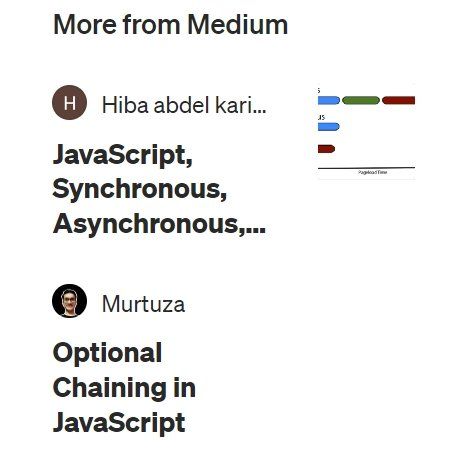 More from Medium
H
Hiba abdel kari...
JavaScript,
Synchronous,
Asynchronous,...
us
Pageload Time
Murtuza
Optional
Chaining in
JavaScript